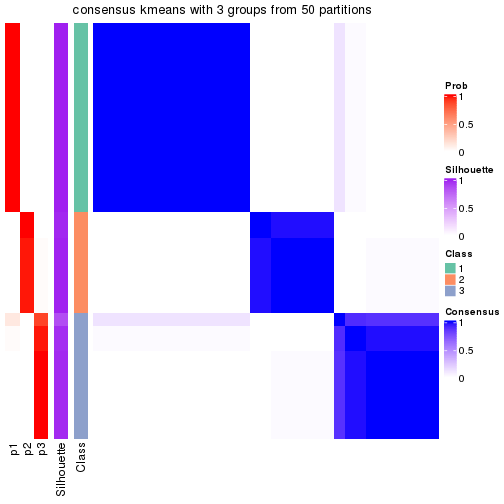 consensus kmeans with 3 groups from 50 partitions
Prob
1
0.5
0
Silhouette
1
0.5
0
Class
1
2
3
Consensus
1
0.5
0
p1
p2
p3
Silhouette
Class